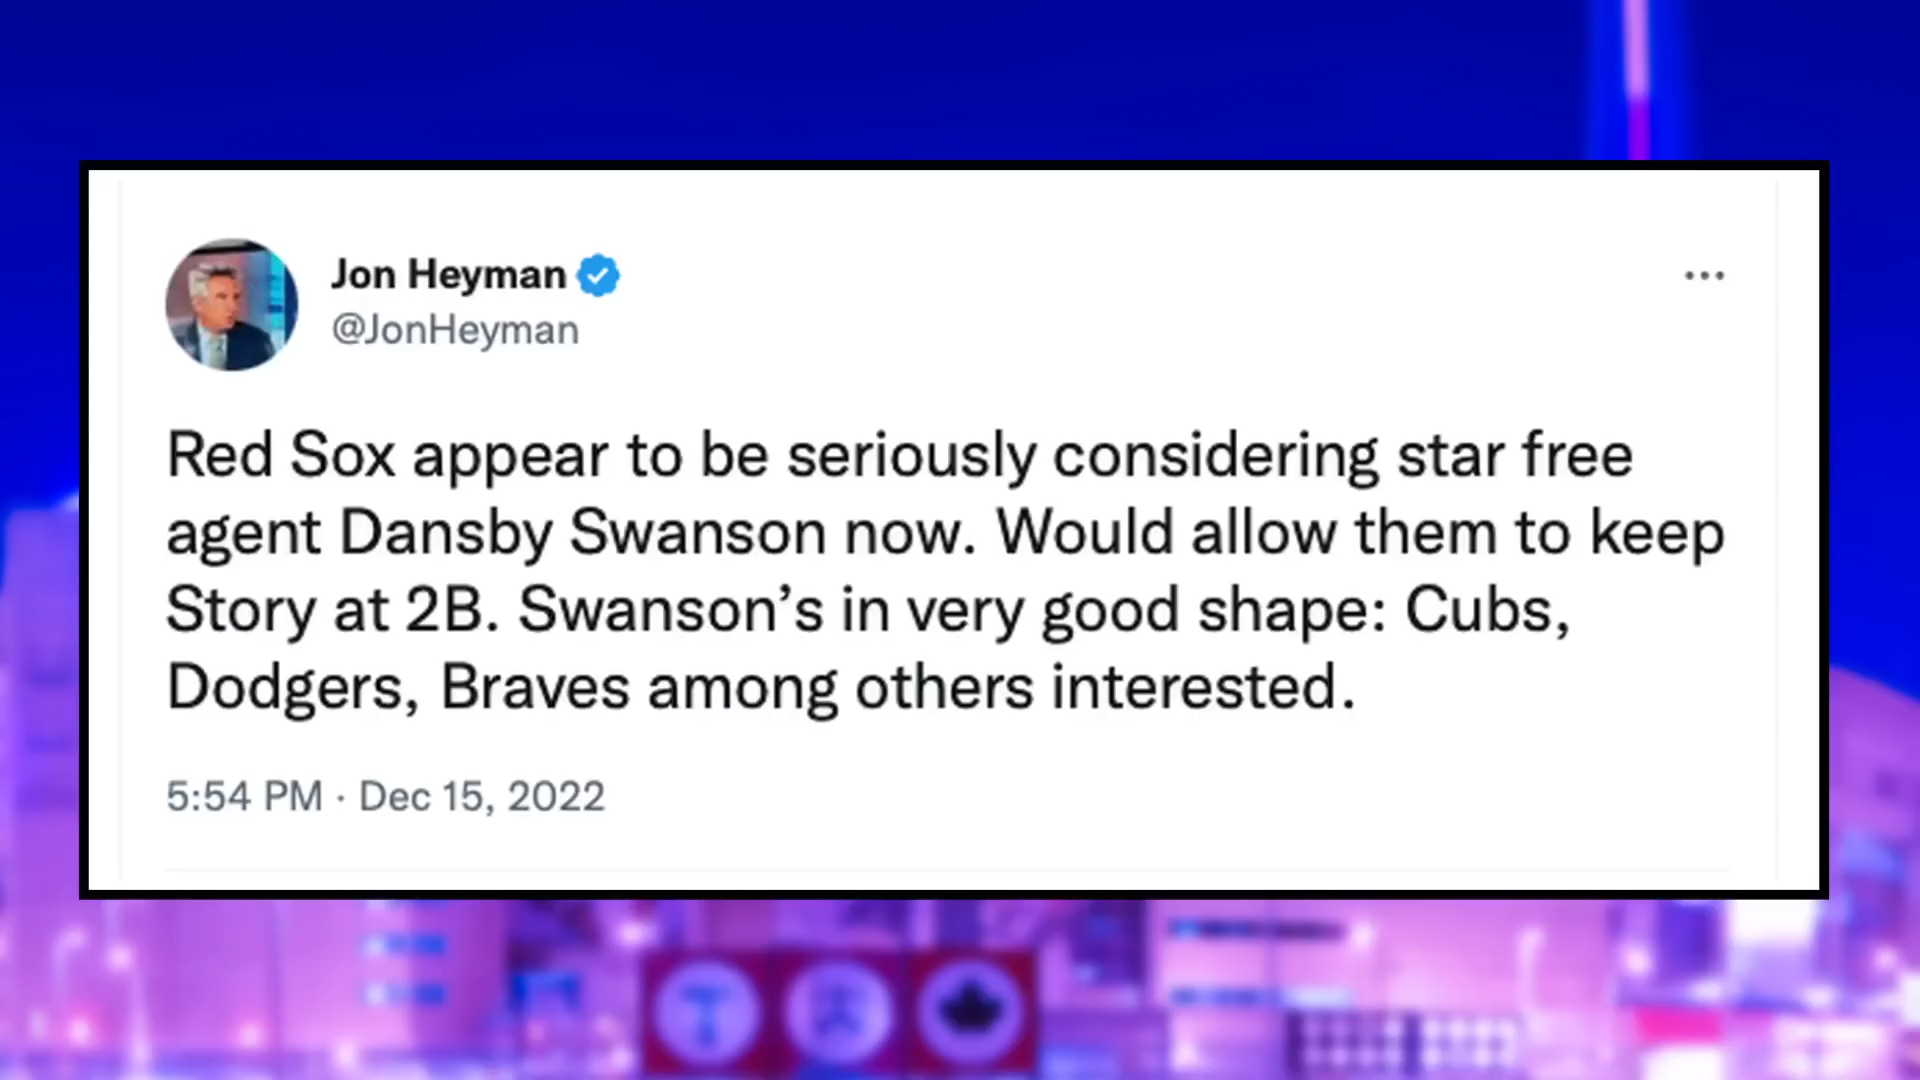 Jon Heyman
@JonHeyman
Red Sox appear to be seriously considering star free
agent Dansby Swanson now. Would allow them to keep
Story at 2B. Swanson’s in very good shape: Cubs,
Dodgers, Braves among others interested.
5:54 PM · Dec 15, 2022